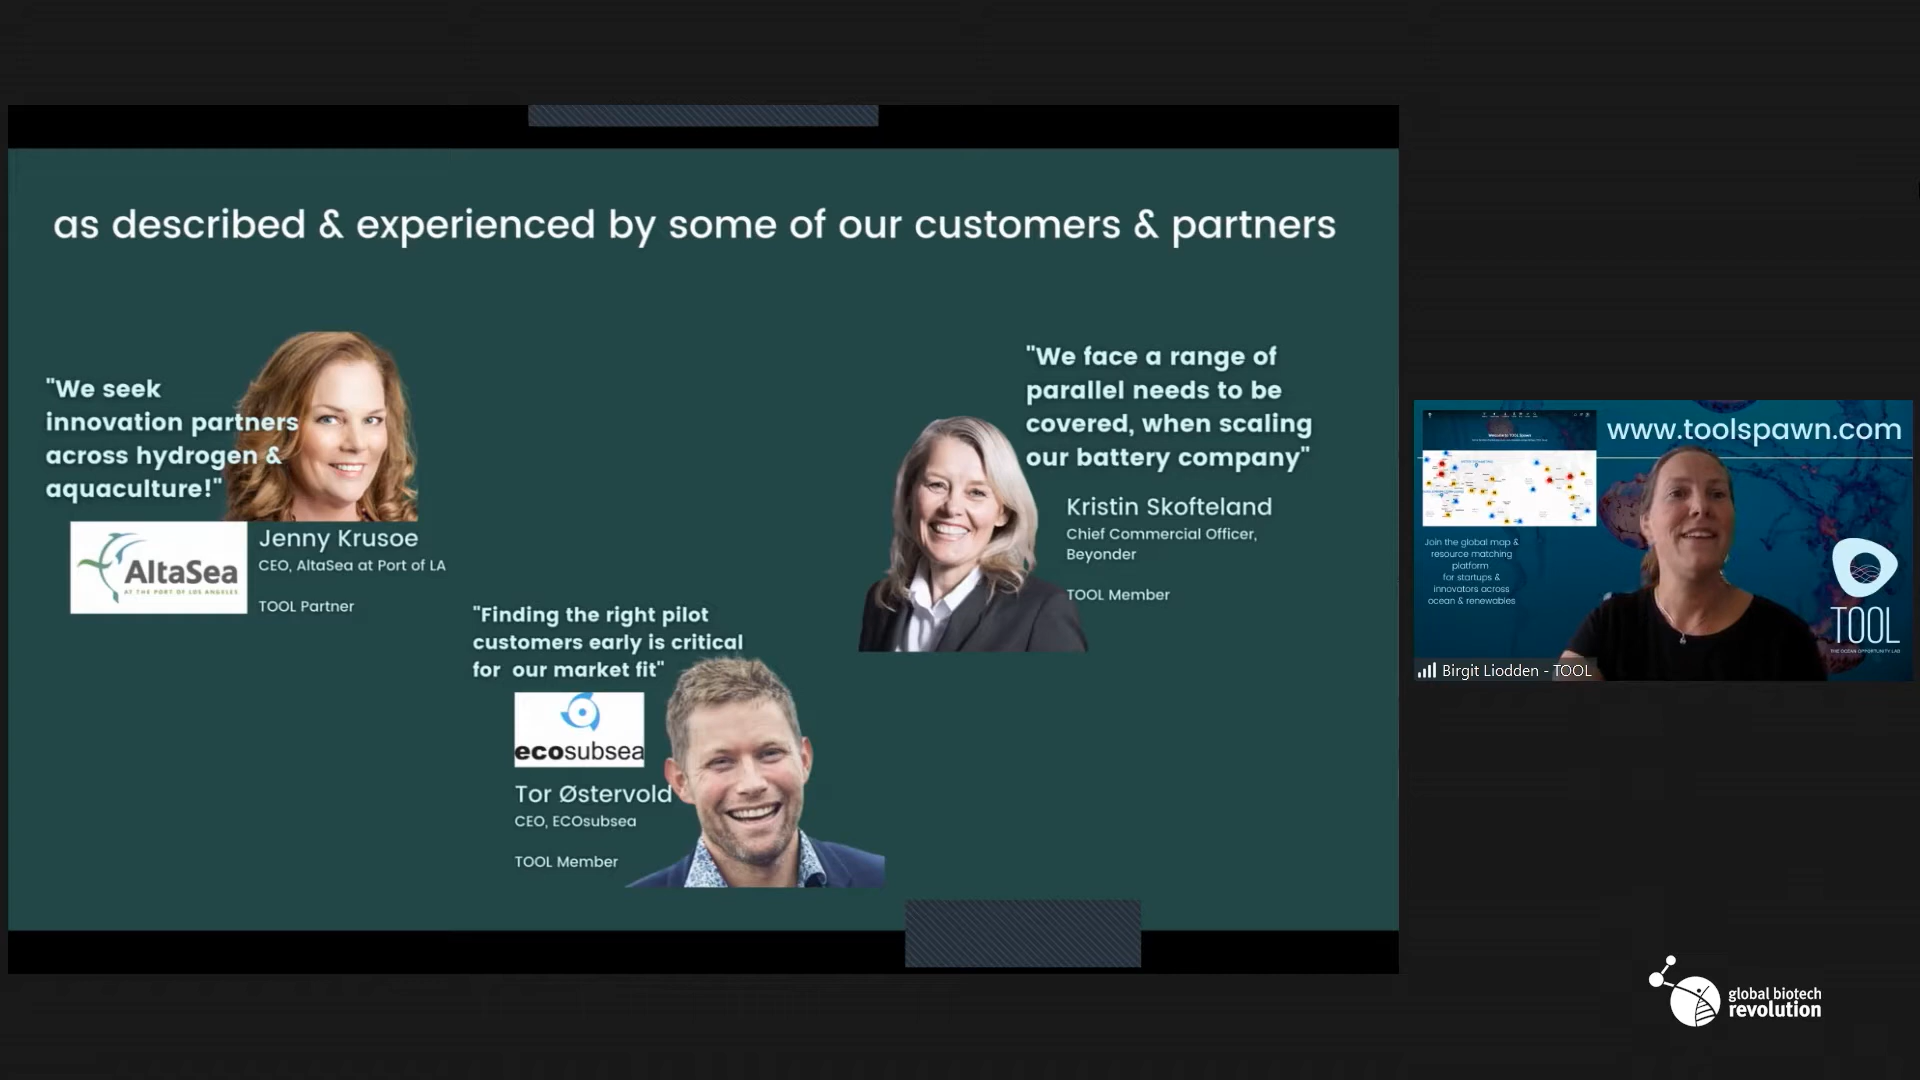 as described & experienced by some of our customers & partners
"We seek
innovation partners
across hydrogen &
aquaculture!"
AltaSea
AT THE PORT OF LOS ANGELES
Jenny Krusoe
CEO, AltaSea at Port of LA
TOOL Partner
"Finding the right pilot
customers early is critical
for our market fit"
ecosubsea
Tor Østervold
CEO, ECOsubsea
TOOL Member
"We face a range of
parallel needs to be
covered, when scaling
our battery company"
Kristin Skofteland
Chief Commercial Officer,
Beyonder
TOOL Member
www.toolspawn.com
Welcome to TOOL Spawn
Join the global map &
resource matching
platform
for startups &
innovators across
ocean & renewables
TOOL
THE OCEAN OPPORTUNITY LAB
Birgit Liodden - TOOL
global biotech
revolution